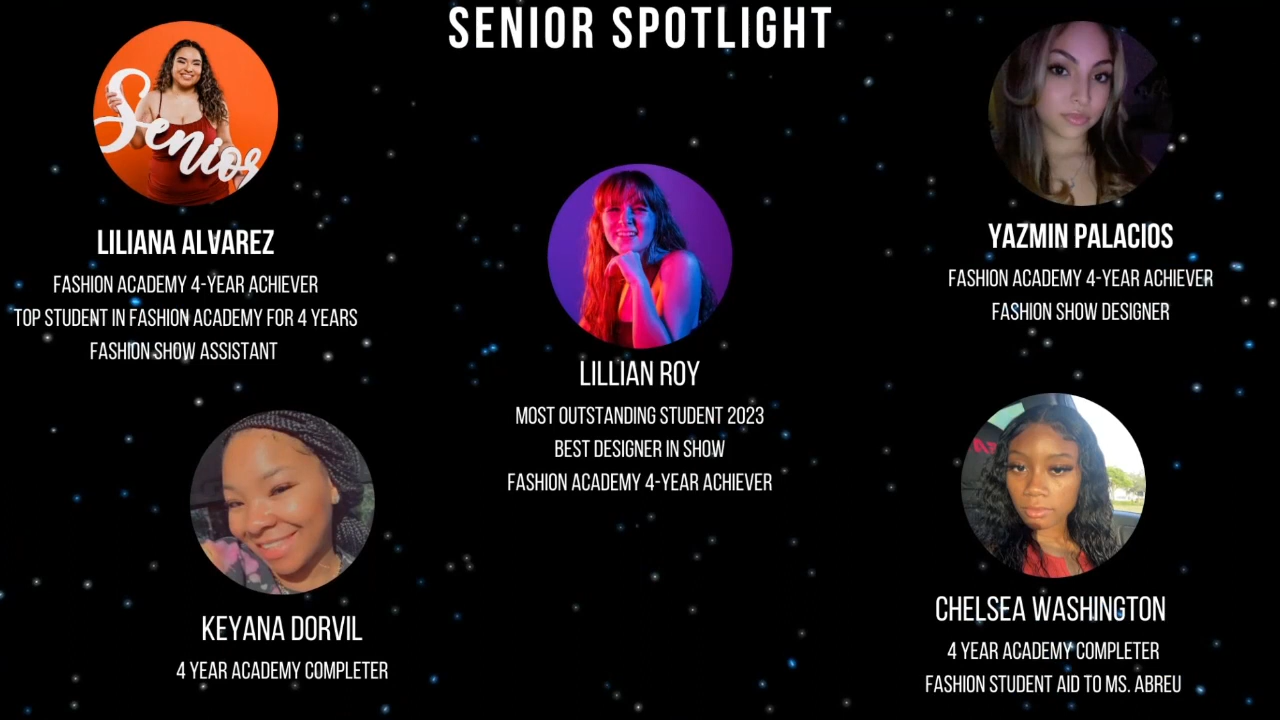 SENIOR SPOTLIGHT
Senior
LILIANA ALVAREZ
FASHION ACADEMY 4-YEAR ACHIEVER
TOP STUDENT IN FASHION ACADEMY FOR 4 YEARS
FASHION SHOW ASSISTANT
YAZMIN PALACIOS
FASHION ACADEMY 4-YEAR ACHIEVER
FASHION SHOW DESIGNER
LILLIAN ROY
MOST OUTSTANDING STUDENT 2023
BEST DESIGNER IN SHOW
FASHION ACADEMY 4-YEAR ACHIEVER
KEYANA DORVIL
4 YEAR ACADEMY COMPLETER
CHELSEA WASHINGTON
4 YEAR ACADEMY COMPLETER
FASHION STUDENT AID TO MS. ABREU